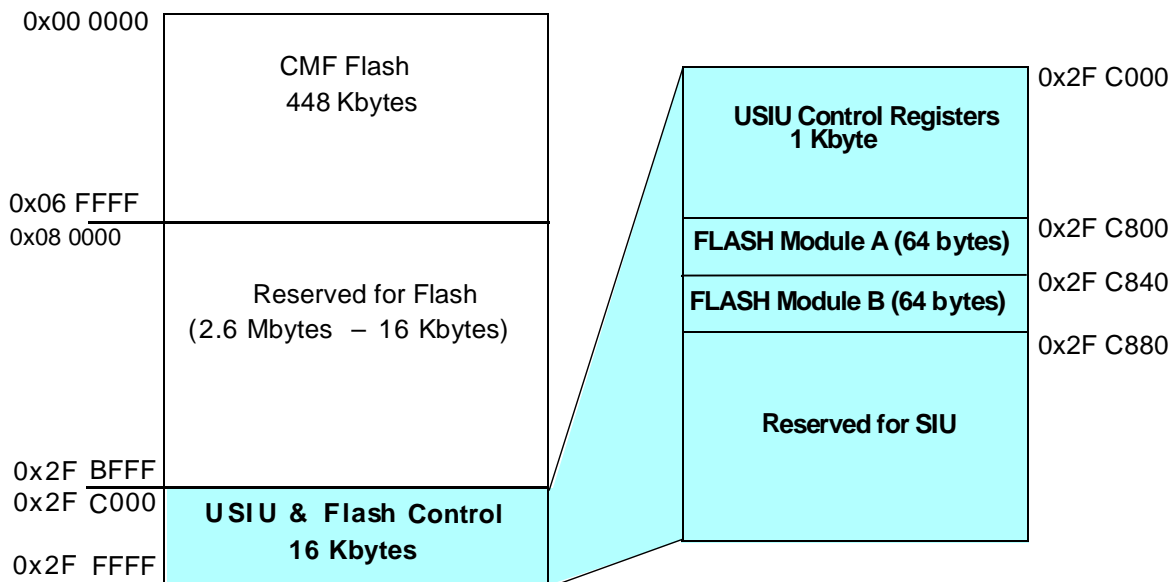 0x00 0000
CMF Flash
448 Kbytes
0x06 FFFF
0x08 0000
Reserved for Flash
(2.6 Mbytes – 16 Kbytes)
0x2F BFFF
0x2F C000
USIU & Flash Control
16 Kbytes
0x2F FFFF
0x2F C000
USIU Control Registers
1 Kbyte
0x2F C800
FLASH Module A (64 bytes)
0x2F C840
FLASH Module B (64 bytes)
0x2F C880
Reserved for SIU